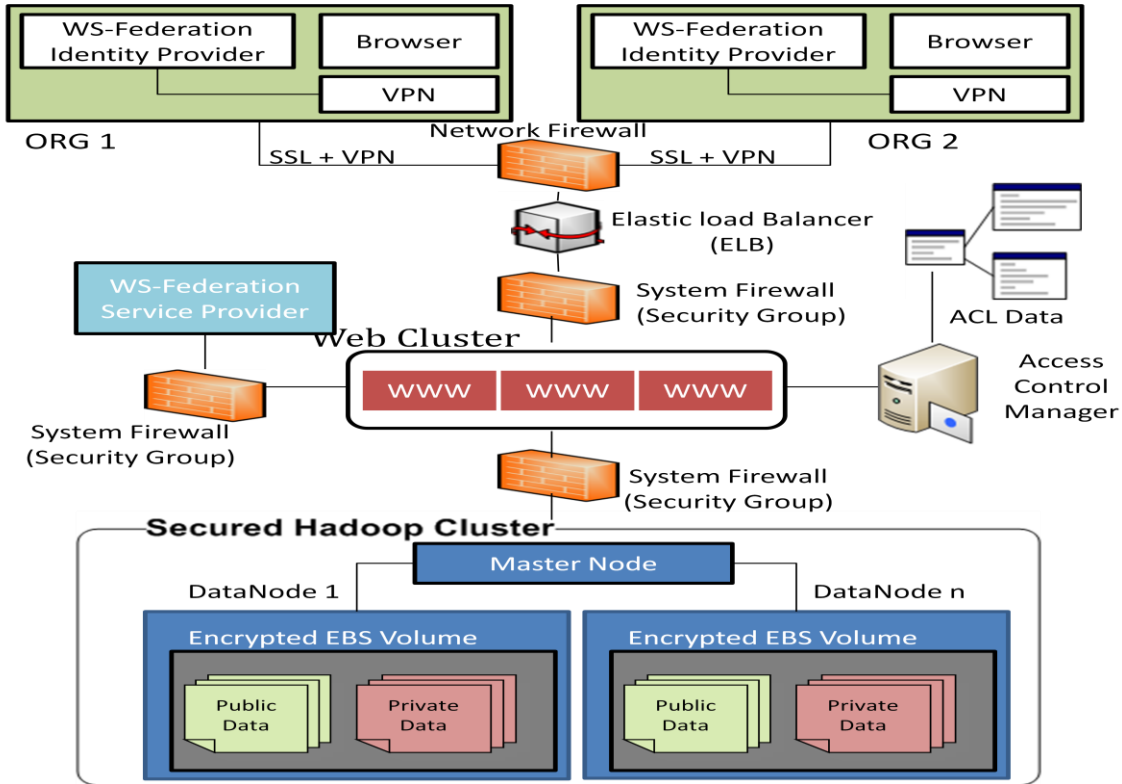 WS-Federation
Identity Provider
Browser
VPN
WS-Federation
Identity Provider
Browser
VPN
ORG 1
Network Firewall
ORG 2
SSL + VPN
SSL + VPN
Elastic load Balancer
(ELB)
WS-Federation
Service Provider
System Firewall
(Security Group)
ACL Data
Web Cluster
WWW
WWW
WWW
Access
Control
Manager
System Firewall
(Security Group)
System Firewall
(Security Group)
Secured Hadoop Cluster
Master Node
DataNode 1
DataNode n
Encrypted EBS Volume
Public
Data
Private
Data
Encrypted EBS Volume
Public
Data
Private
Data